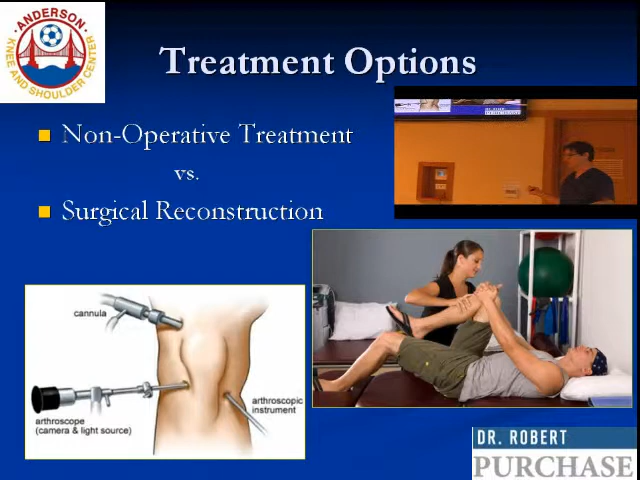 ANDERSON
KNEE AND SHOULDER CENTER
Treatment Options
Non-Operative Treatment
vs.
Surgical Reconstruction
cannula
arthroscope
(camera & light source)
arthroscopic
instrument
DR. ROBERT
PURCHASE